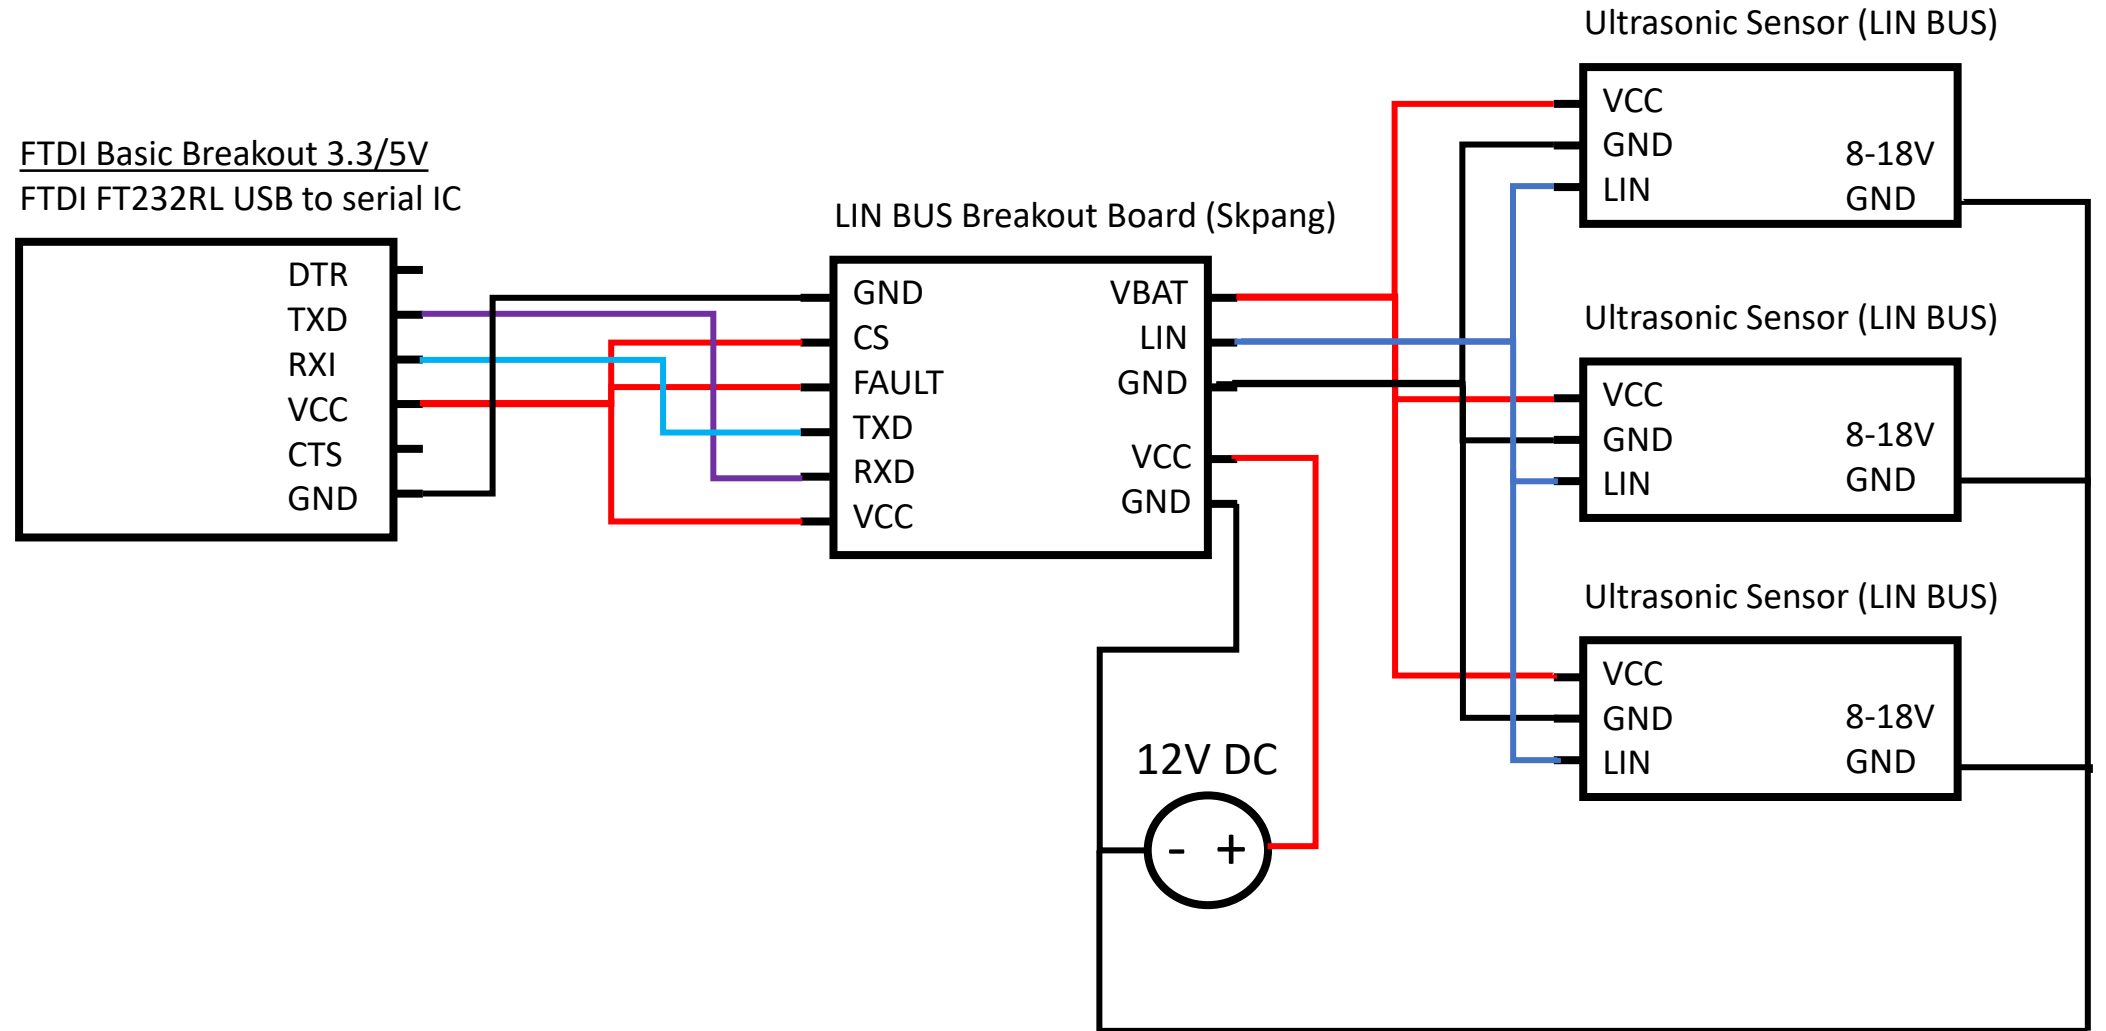 FTDI Basic Breakout 3.3/5V
FTDI FT232RL USB to serial IC
DTR
TXD
RXI
VCC
CTS
GND
LIN BUS Breakout Board (Skpang)
GND
CS
FAULT
TXD
RXD
VCC
VBAT
LIN
GND
VCC
GND
12V DC
- +
Ultrasonic Sensor (LIN BUS)
VCC
GND
LIN
8-18V
GND
Ultrasonic Sensor (LIN BUS)
VCC
GND
LIN
8-18V
GND
Ultrasonic Sensor (LIN BUS)
VCC
GND
LIN
8-18V
GND